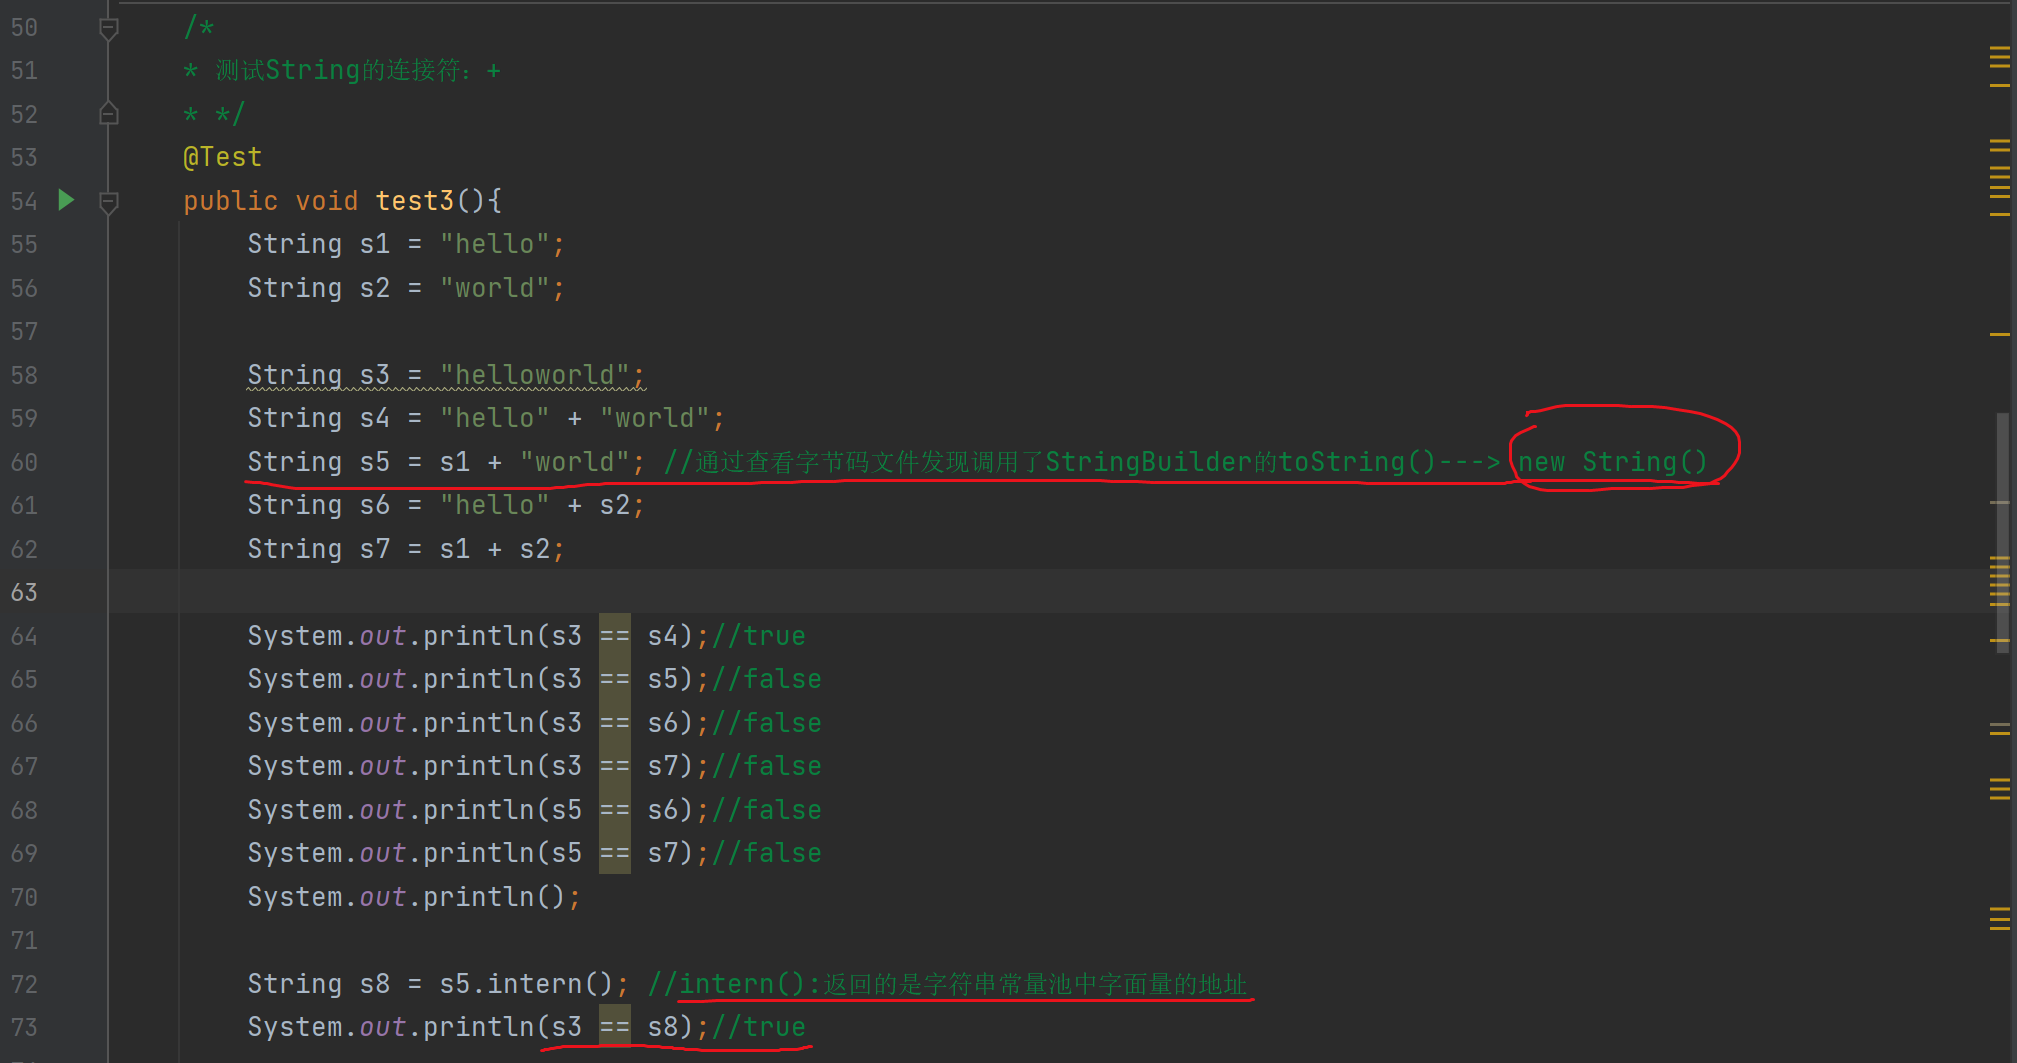 50 /*
51 * 测试String的连接符：+
52 * */
53 @Test
54 public void test3(){
55 String s1 = "hello";
56 String s2 = "world";
57
58 String s3 = "helloworld";
59 String s4 = "hello" + "world";
60 String s5 = s1 + "world"; //通过查看字节码文件发现调用了StringBuilder的toString()---> new String()
61 String s6 = "hello" + s2;
62 String s7 = s1 + s2;
63
64 System.out.println(s3 == s4);//true
65 System.out.println(s3 == s5);//false
66 System.out.println(s3 == s6);//false
67 System.out.println(s3 == s7);//false
68 System.out.println(s5 == s6);//false
69 System.out.println(s5 == s7);//false
70 System.out.println();
71
72 String s8 = s5.intern(); //intern():返回的是字符串常量池中字面量的地址
73 System.out.println(s3 == s8);//true